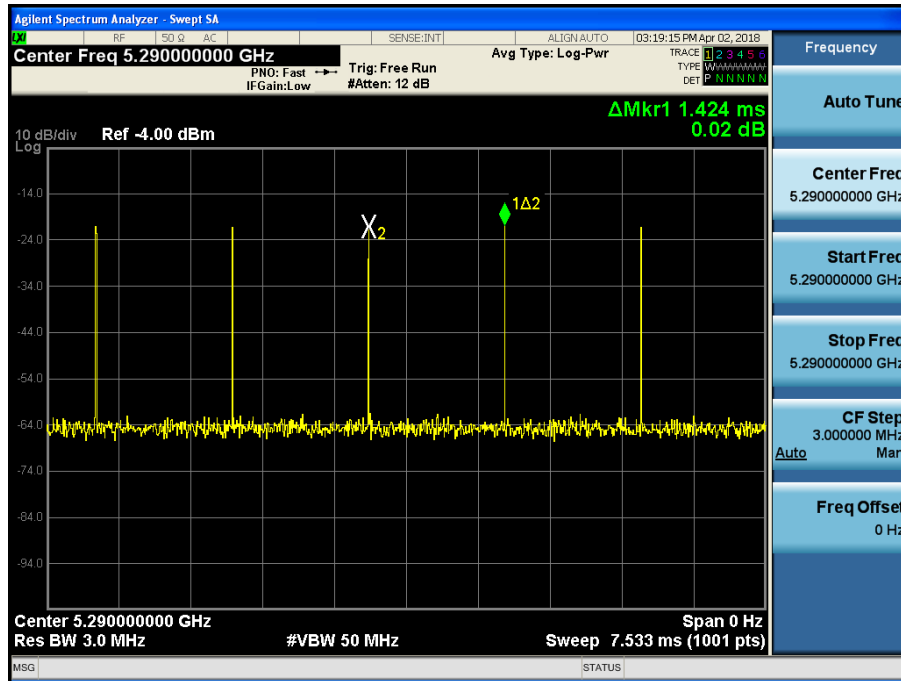 Agilent Spectrum Analyzer - Swept SA
LXI RF 50 Ω AC SENSE:INT ALIGN AUTO 03:19:15 PM Apr 02, 2018
Center Freq 5.290000000 GHz
PNO: Fast
IFGain:Low
Trig: Free Run
#Atten: 12 dB
Avg Type: Log-Pwr
TRACE 1 2 3 4 5 6
TYPE WWWWWW
DET P N N N N N
ΔMkr1 1.424 ms
0.02 dB
10 dB/div Ref -4.00 dBm
Log
-14.0
-24.0
-34.0
-44.0
-54.0
-64.0
-74.0
-84.0
-94.0
X2
1Δ2
Center 5.290000000 GHz Span 0 Hz
Res BW 3.0 MHz #VBW 50 MHz Sweep 7.533 ms (1001 pts)
MSG STATUS
Frequency
Auto Tune
Center Freq
5.290000000 GHz
Start Freq
5.290000000 GHz
Stop Freq
5.290000000 GHz
CF Step
3.000000 MHz
Auto Man
Freq Offset
0 Hz